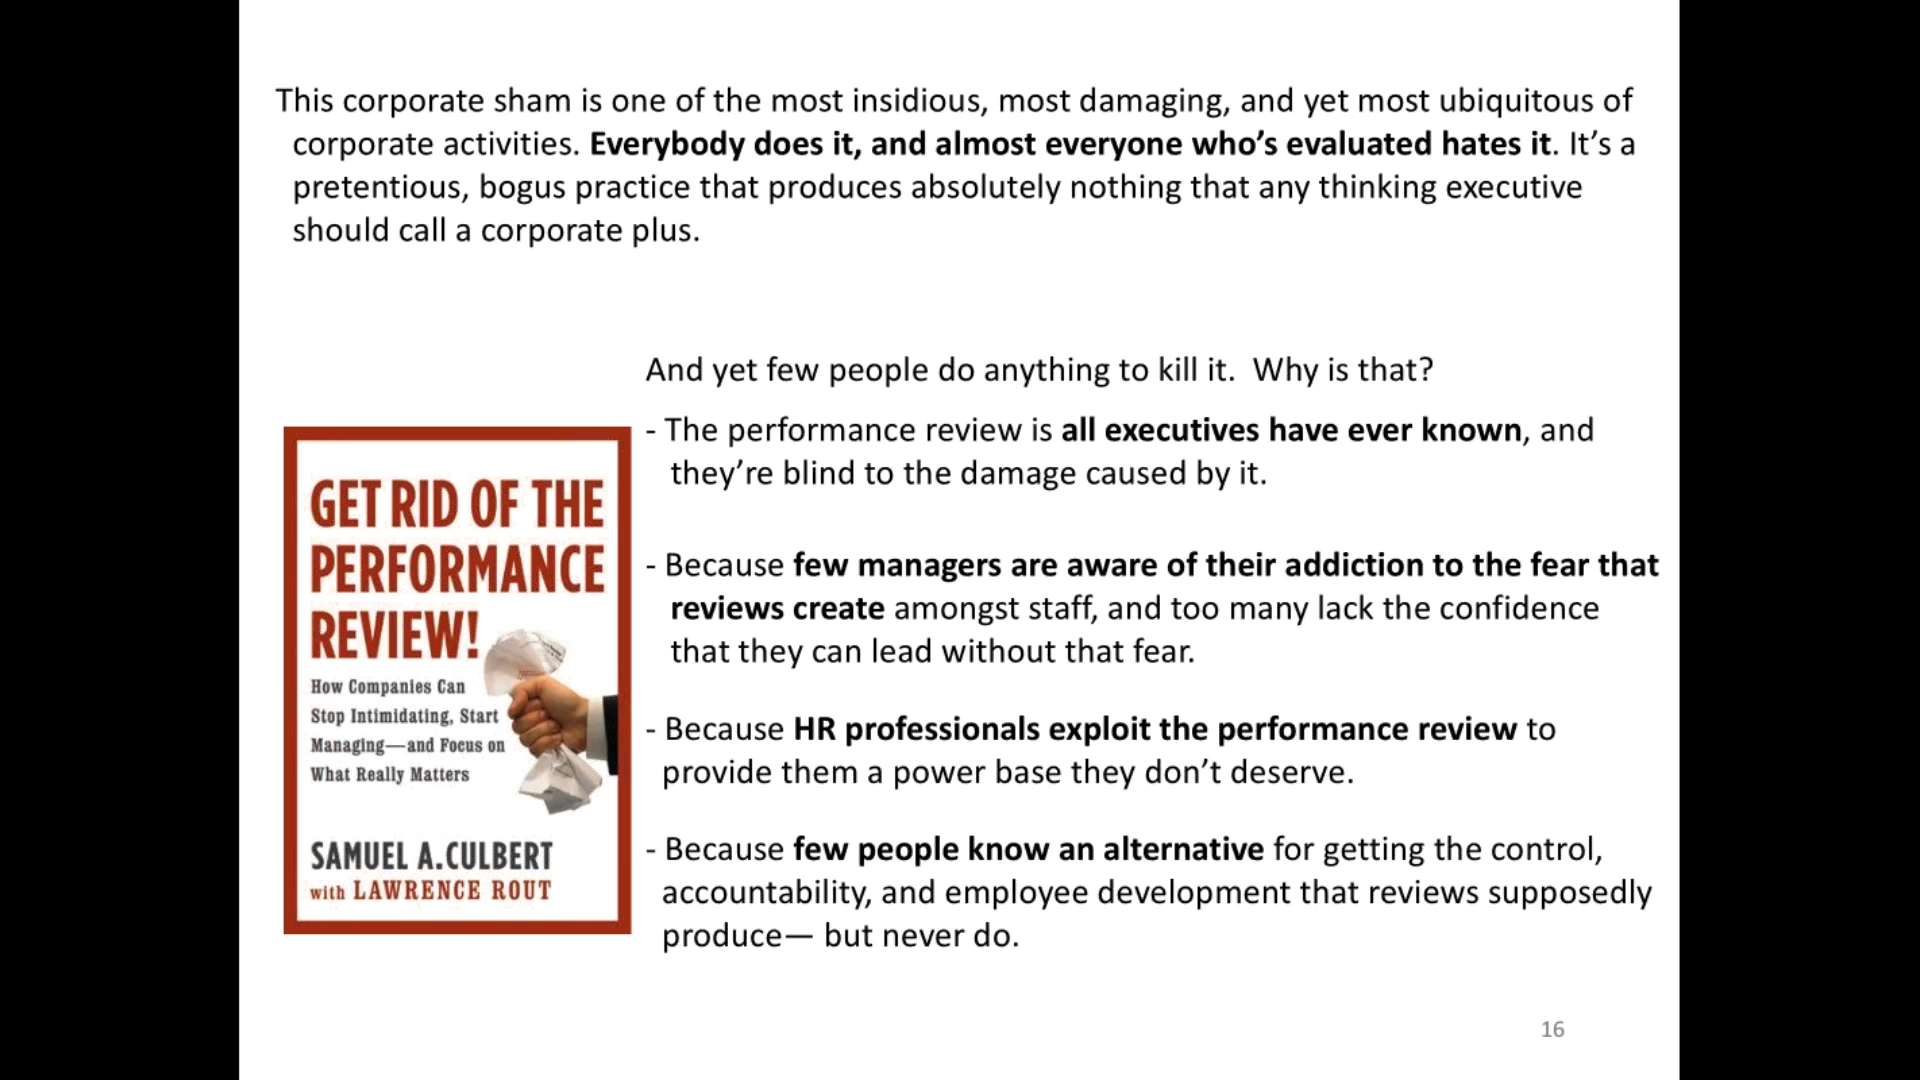 This corporate sham is one of the most insidious, most damaging, and yet most ubiquitous of
corporate activities. Everybody does it, and almost everyone who’s evaluated hates it. It’s a
pretentious, bogus practice that produces absolutely nothing that any thinking executive
should call a corporate plus.
And yet few people do anything to kill it.  Why is that?
- The performance review is all executives have ever known, and
they’re blind to the damage caused by it.
- Because few managers are aware of their addiction to the fear that
reviews create amongst staff, and too many lack the confidence
that they can lead without that fear.
- Because HR professionals exploit the performance review to
provide them a power base they don’t deserve.
- Because few people know an alternative for getting the control,
accountability, and employee development that reviews supposedly
produce— but never do.
GET RID OF THE
PERFORMANCE
REVIEW!
How Companies Can
Stop Intimidating, Start
Managing—and Focus on
What Really Matters
SAMUEL A. CULBERT
with LAWRENCE ROUT
16